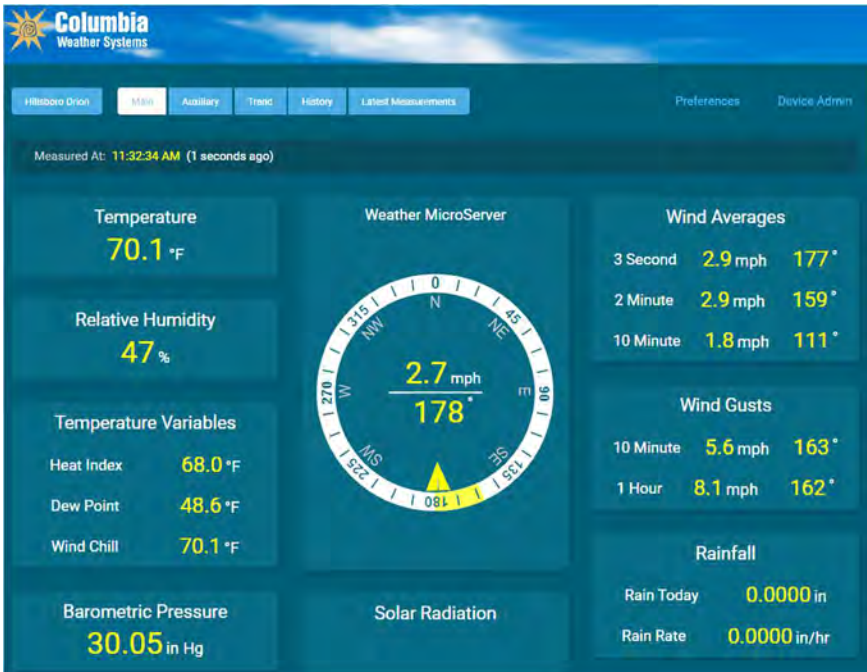 Columbia
Weather Systems
Hillsboro Orion Main Auxiliary Trend History Latest Measurements Preferences Device Admin
Measured At: 11:32:34 AM (1 seconds ago)
Temperature
70.1 °F
Relative Humidity
47 %
Temperature Variables
Heat Index 68.0 °F
Dew Point 48.6 °F
Wind Chill 70.1 °F
Barometric Pressure
30.05 in Hg
Weather MicroServer
0
N
45
NE
90
E
135
SE
180
225
SW
270
W
315
NW
2.7 mph
178°
Solar Radiation
Wind Averages
3 Second 2.9 mph 177°
2 Minute 2.9 mph 159°
10 Minute 1.8 mph 111°
Wind Gusts
10 Minute 5.6 mph 163°
1 Hour 8.1 mph 162°
Rainfall
Rain Today 0.0000 in
Rain Rate 0.0000 in/hr